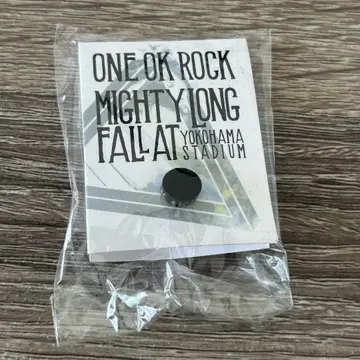 ONE OK ROCK
MIGHTY LONG
FALL AT YOKOHAMA
STADIUM